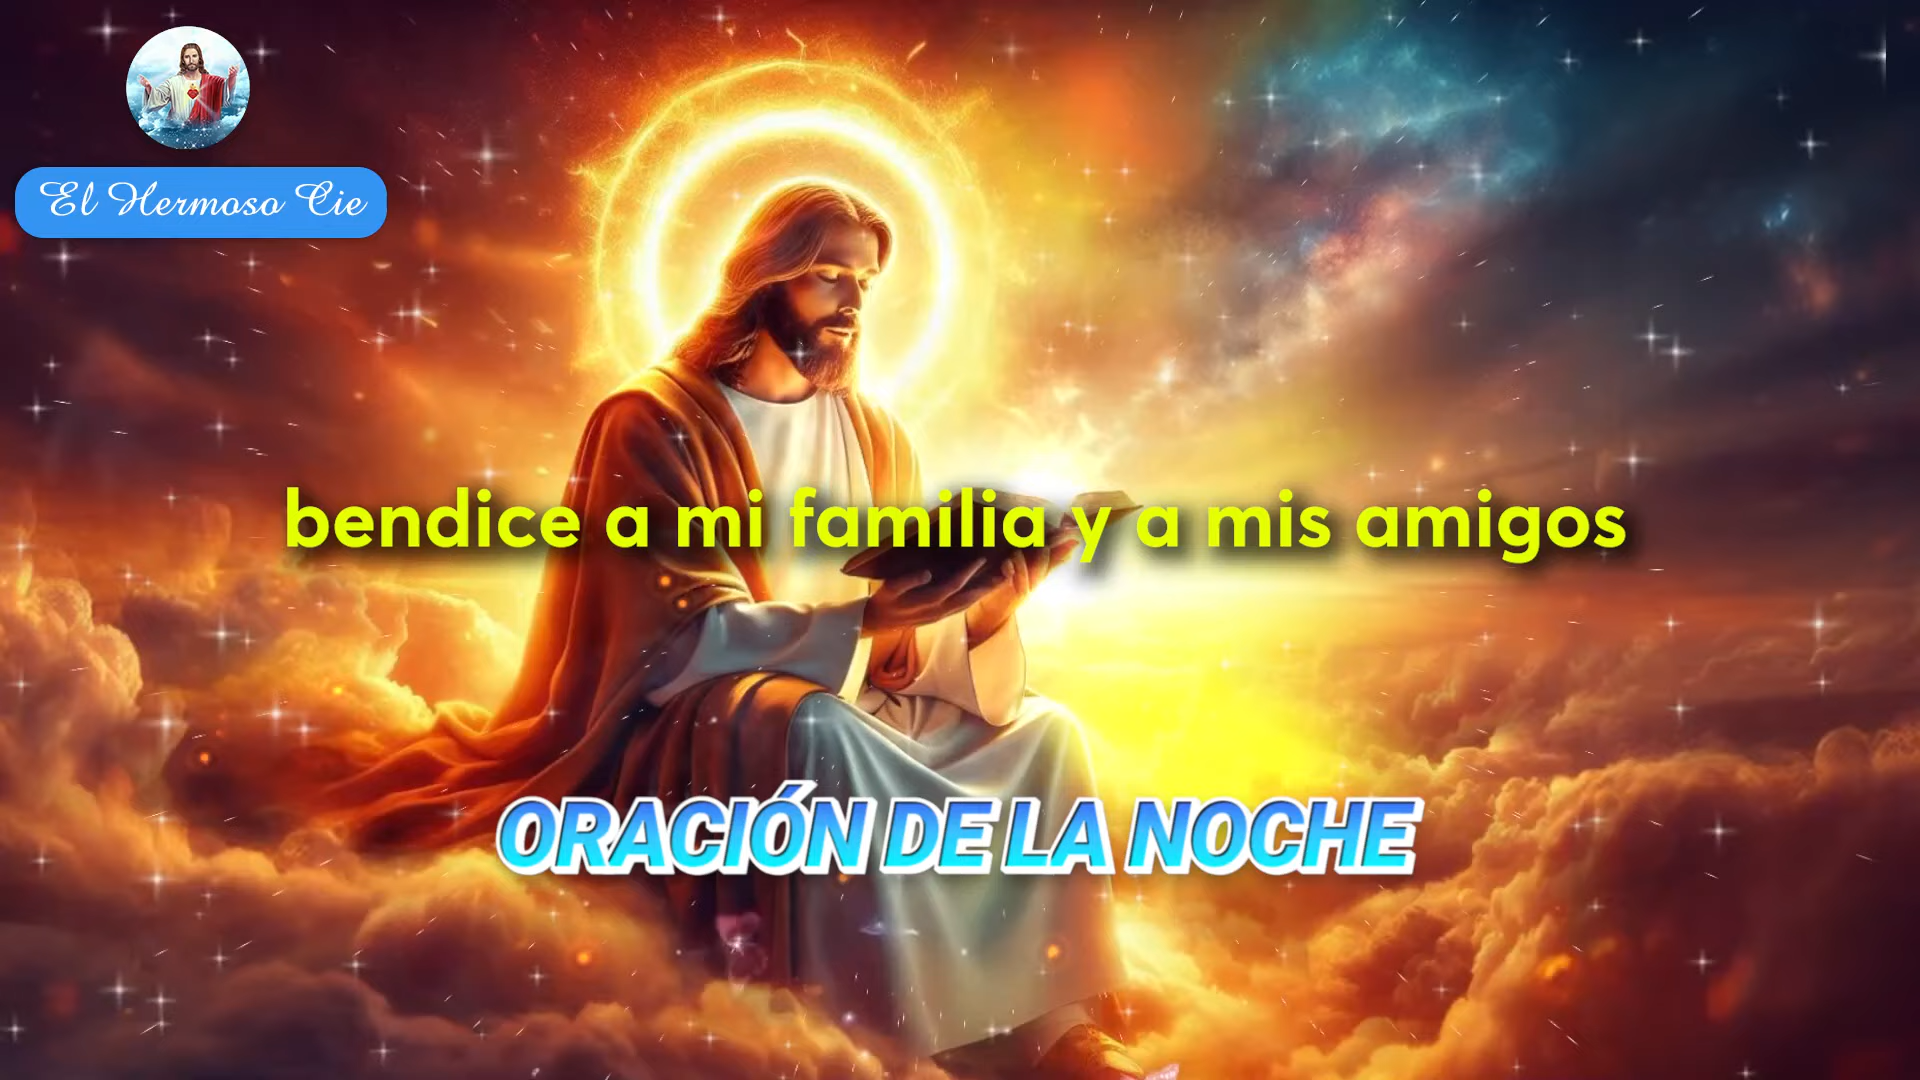 El Hermoso Cie
bendice a mi familia y a mis amigos
ORACIÓN DE LA NOCHE